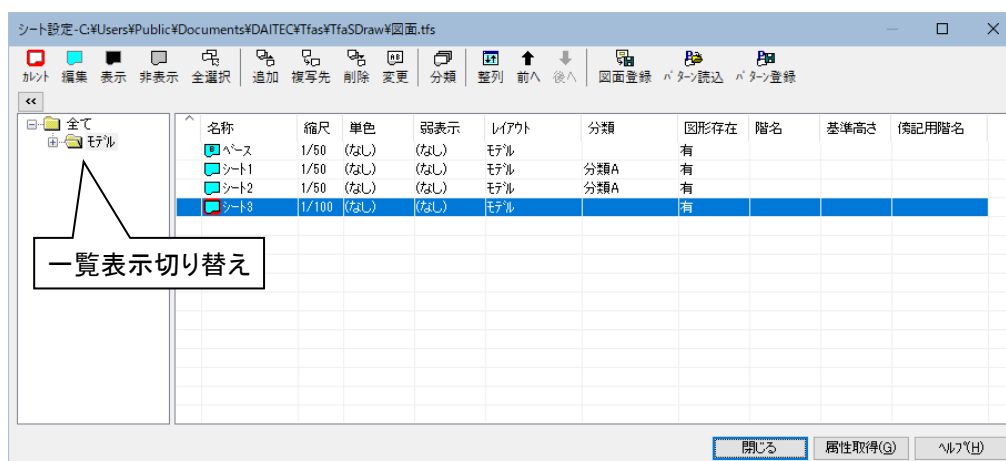 シート設定-C:¥Users¥Public¥Documents¥DAITEC¥Tfas¥TfaSDraw¥図面.tfs
ｶﾚﾝﾄ 編集 表示 非表示 全選択 追加 複写先 削除 変更 分類 整列 前へ 後へ 図面登録 ﾊﾟﾀｰﾝ読込 ﾊﾟﾀｰﾝ登録
<<
全て
ﾓﾃﾞﾙ
名称 縮尺 単色 弱表示 ﾚｲｱｳﾄ 分類 図形存在 階名 基準高さ 傍記用階名
ﾍﾞｰｽ 1/50 (なし) (なし) ﾓﾃﾞﾙ 有
ｼｰﾄ1 1/50 (なし) (なし) ﾓﾃﾞﾙ 分類A 有
ｼｰﾄ2 1/50 (なし) (なし) ﾓﾃﾞﾙ 分類A 有
ｼｰﾄ3 1/100 (なし) (なし) ﾓﾃﾞﾙ 有
一覧表示切り替え
閉じる 属性取得(G) ﾍﾙﾌﾟ(H)